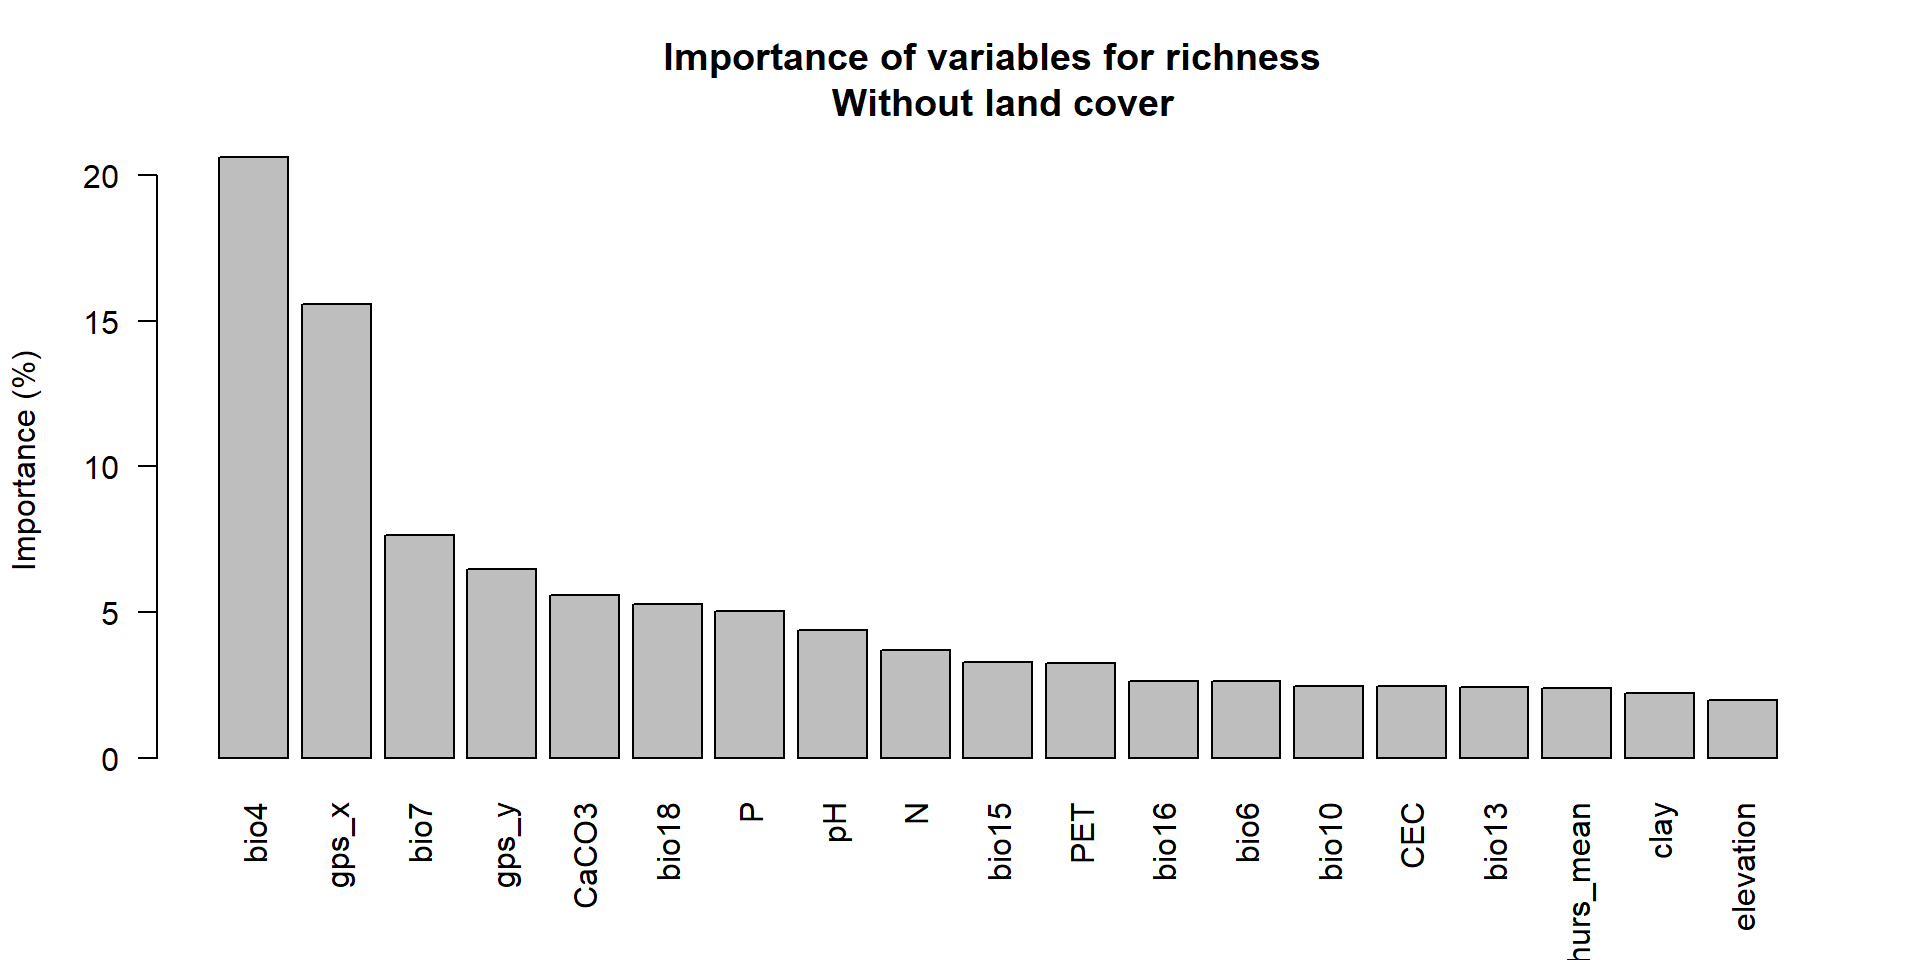 Importance of variables for richness
Without land cover
Importance (%)
20
15
10
5
0
bio4
gps_x
bio7
gps_y
CaCO3
bio18
P
pH
N
bio15
PET
bio16
bio6
bio10
CEC
bio13
hurs_mean
clay
elevation